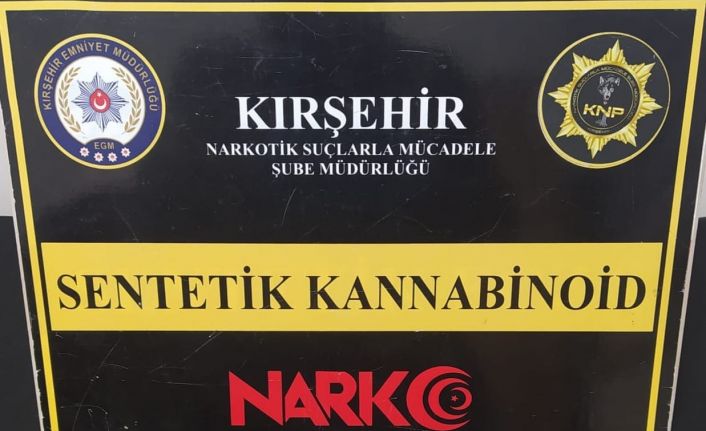 KIRŞEHİR EMNİYET MÜDÜRLÜĞÜ
EGM
KIRŞEHİR
NARKOTİK SUÇLARLA MÜCADELE
ŞUBE MÜDÜRLÜĞÜ
KNP
SENTETİK KANNABİNOİD
NARKO